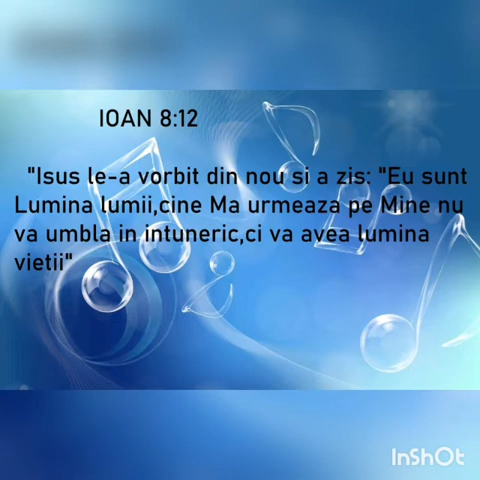 IOAN 8:12
"Isus le-a vorbit din nou si a zis: "Eu sunt
Lumina lumii,cine Ma urmeaza pe Mine nu
va umbla in intuneric,ci va avea lumina
vietii"
InShOt